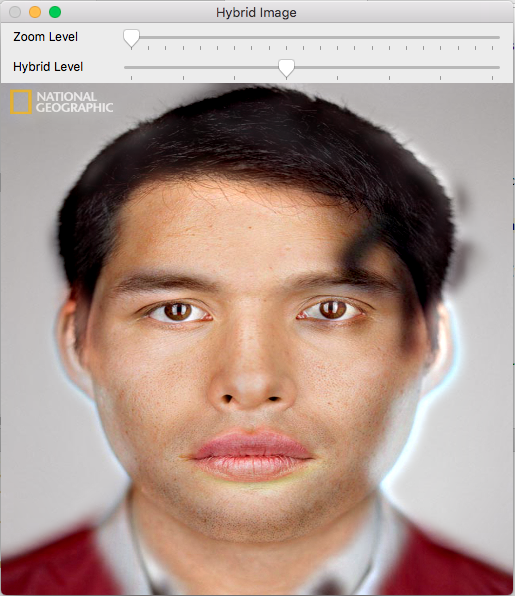 Hybrid Image
Zoom Level
Hybrid Level
NATIONAL
GEOGRAPHIC